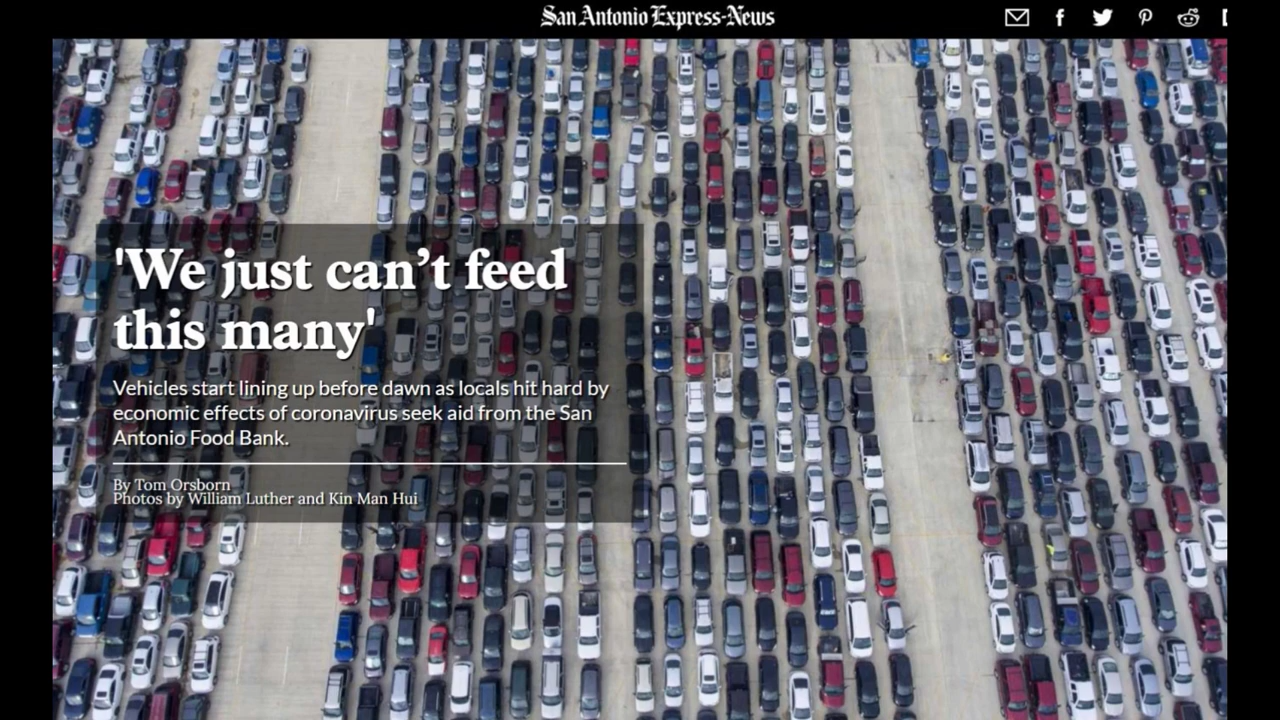 San Antonio Express-News
'We just can’t feed
this many'
Vehicles start lining up before dawn as locals hit hard by
economic effects of coronavirus seek aid from the San
Antonio Food Bank.
By Tom Orsborn
Photos by William Luther and Kin Man Hui